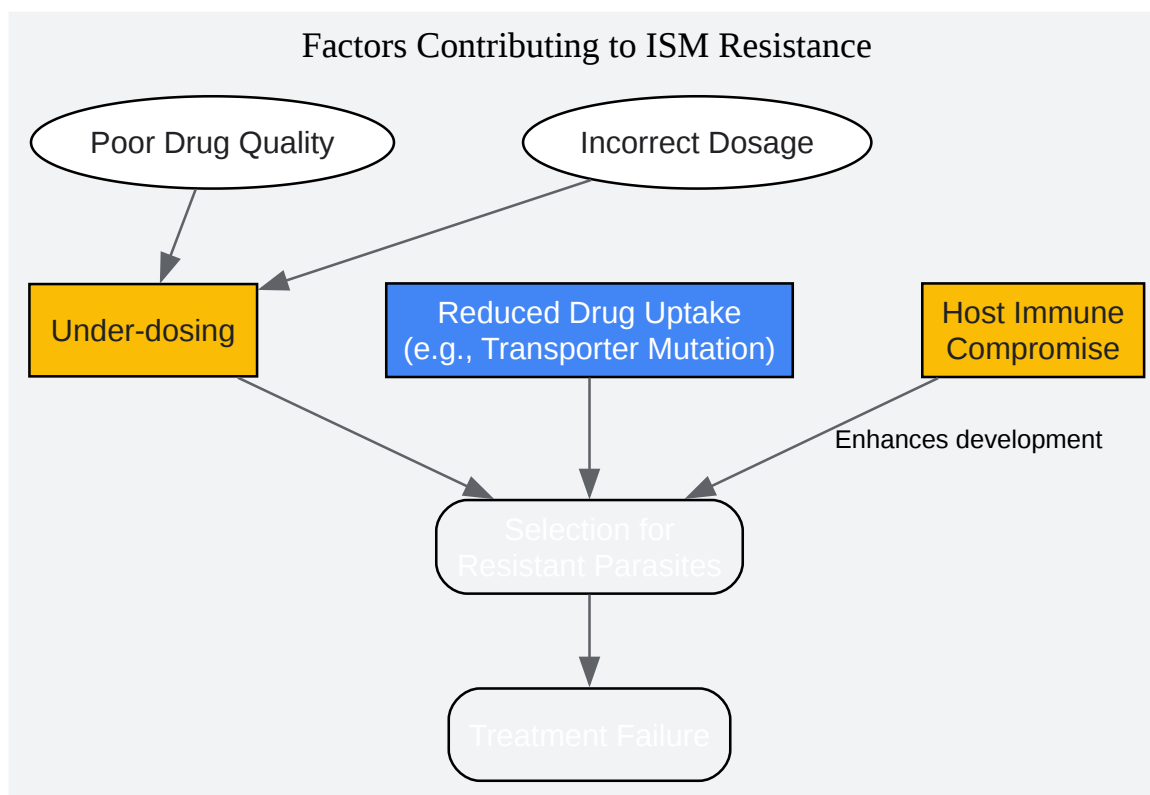 Factors Contributing to ISM Resistance
Poor Drug Quality
Incorrect Dosage
Under-dosing
Reduced Drug Uptake
(e.g., Transporter Mutation)
Host Immune
Compromise
Enhances development
Selection for
Resistant Parasites
Treatment Failure